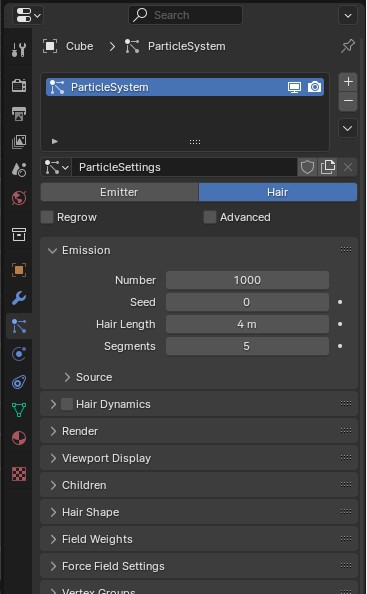 Search
Cube ParticleSystem
ParticleSystem
ParticleSettings
Emitter Hair
Regrow Advanced
Emission
Number 1000
Seed 0
Hair Length 4 m
Segments 5
Source
Hair Dynamics
Render
Viewport Display
Children
Hair Shape
Field Weights
Force Field Settings
Vertex Groups